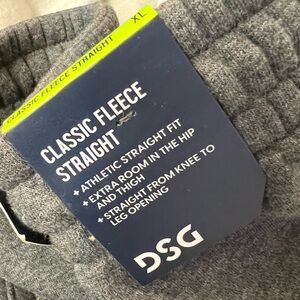 CLASSIC FLEECE STRAIGHT XL
CLASSIC FLEECE
STRAIGHT
+ ATHLETIC STRAIGHT FIT
+ EXTRA ROOM IN THE HIP
AND THIGH
+ STRAIGHT FROM KNEE TO
LEG OPENING
DSG